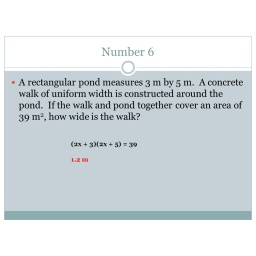 Number 6
• A rectangular pond measures 3 m by 5 m. A concrete
walk of uniform width is constructed around the
pond. If the walk and pond together cover an area of
39 m², how wide is the walk?
(2x + 3)(2x + 5) = 39
1.2 m